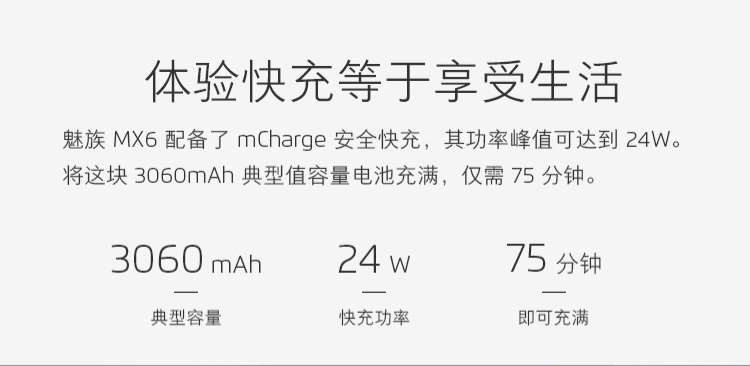 体验快充等于享受生活
魅族 MX6 配备了 mCharge 安全快充，其功率峰值可达到 24W。
将这块 3060mAh 典型值容量电池充满，仅需 75 分钟。
3060 mAh 24 W 75 分钟
典型容量 快充功率 即可充满